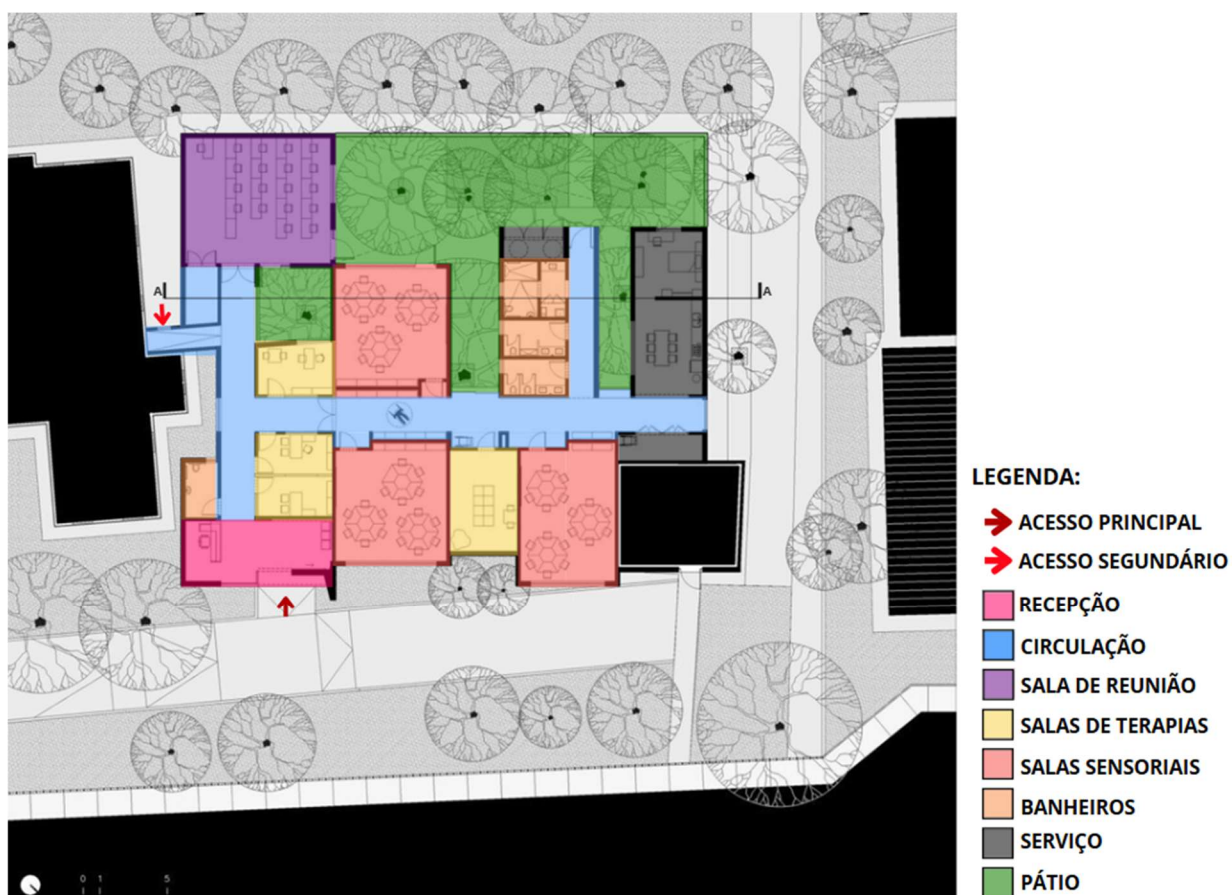 A A
LEGENDA:
ACESSO PRINCIPAL
ACESSO SEGUNDÁRIO
RECEPÇÃO
CIRCULAÇÃO
SALA DE REUNIÃO
SALAS DE TERAPIAS
SALAS SENSORIAIS
BANHEIROS
SERVIÇO
PÁTIO
0 1 5